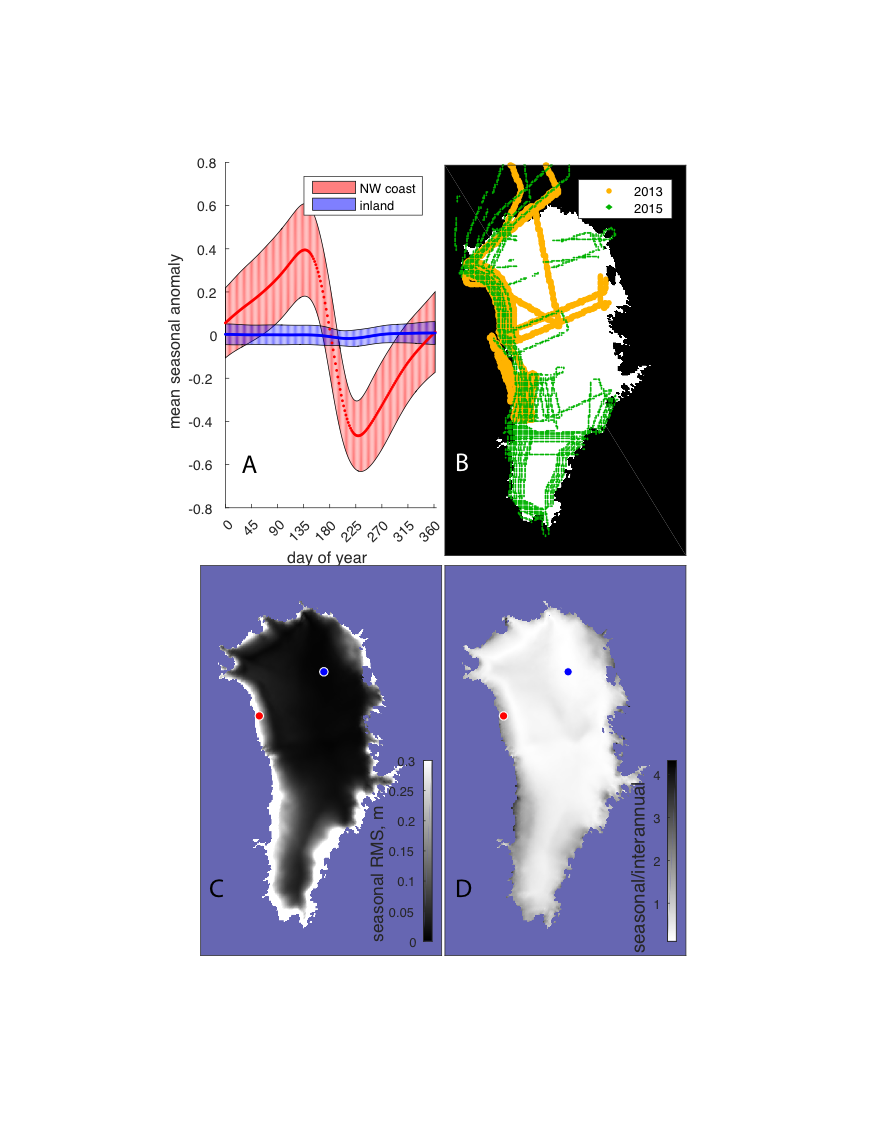 0.8
0.6
0.4
0.2
0
-0.2
-0.4
-0.6
-0.8
mean seasonal anomaly
NW coast
inland
A
0 45 90 135 180 225 270 315 360
day of year
2013
2015
B
0.3
0.25
0.2
0.15
0.1
0.05
0
seasonal RMS, m
C
4
3
2
1
seasonal/interannual
D